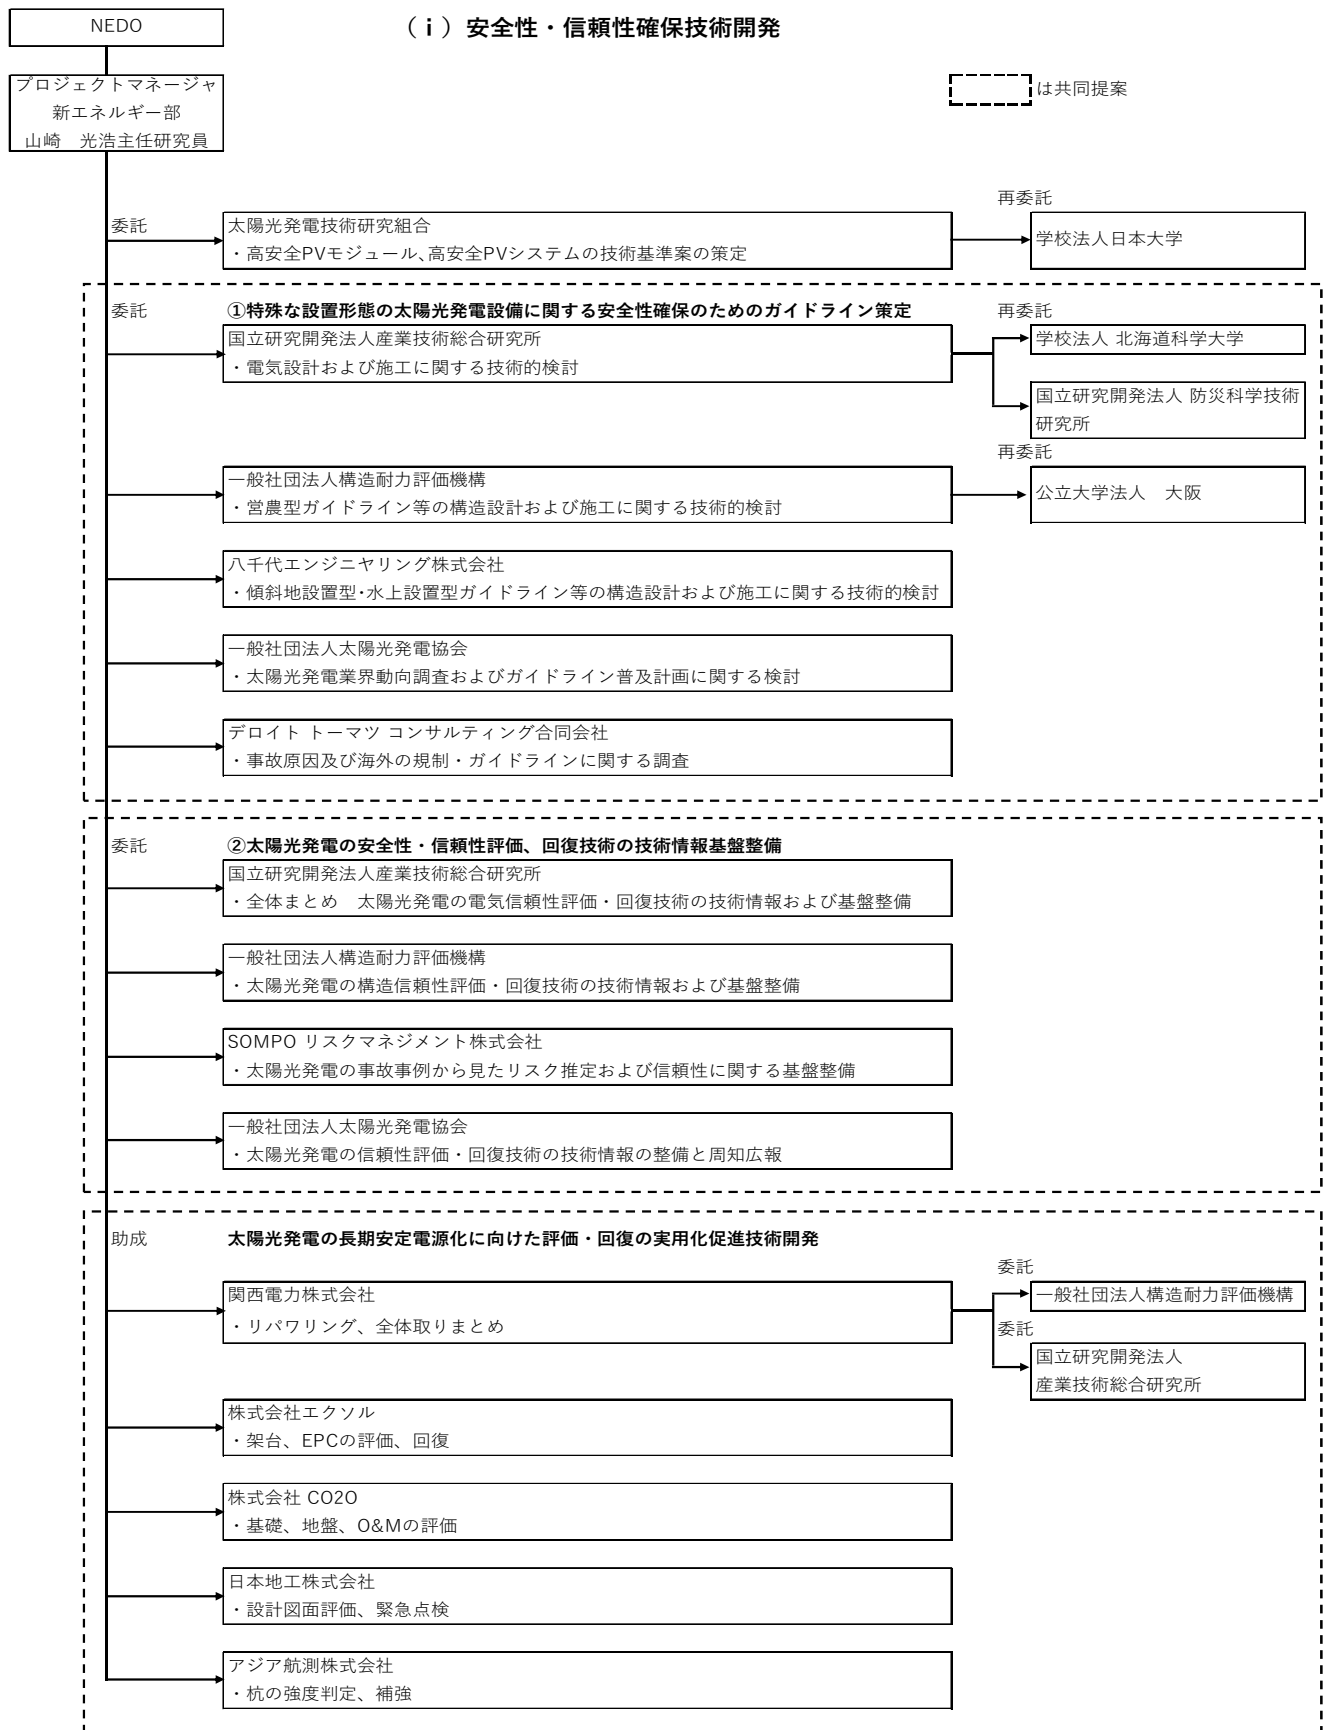 NEDO
（ｉ）安全性・信頼性確保技術開発
プロジェクトマネージャ
新エネルギー部
山崎　光浩主任研究員
は共同提案
委託
太陽光発電技術研究組合
・高安全PVモジュール、高安全PVシステムの技術基準案の策定
再委託
学校法人日本大学
委託
①特殊な設置形態の太陽光発電設備に関する安全性確保のためのガイドライン策定
国立研究開発法人産業技術総合研究所
・電気設計および施工に関する技術的検討
再委託
学校法人 北海道科学大学
国立研究開発法人 防災科学技術
研究所
一般社団法人構造耐力評価機構
・営農型ガイドライン等の構造設計および施工に関する技術的検討
再委託
公立大学法人　大阪
八千代エンジニヤリング株式会社
・傾斜地設置型・水上設置型ガイドライン等の構造設計および施工に関する技術的検討
一般社団法人太陽光発電協会
・太陽光発電業界動向調査およびガイドライン普及計画に関する検討
デロイト トーマツ コンサルティング合同会社
・事故原因及び海外の規制・ガイドラインに関する調査
委託
②太陽光発電の安全性・信頼性評価、回復技術の技術情報基盤整備
国立研究開発法人産業技術総合研究所
・全体まとめ　太陽光発電の電気信頼性評価・回復技術の技術情報および基盤整備
一般社団法人構造耐力評価機構
・太陽光発電の構造信頼性評価・回復技術の技術情報および基盤整備
SOMPO リスクマネジメント株式会社
・太陽光発電の事故事例から見たリスク推定および信頼性に関する基盤整備
一般社団法人太陽光発電協会
・太陽光発電の信頼性評価・回復技術の技術情報の整備と周知広報
助成
太陽光発電の長期安定電源化に向けた評価・回復の実用化促進技術開発
関西電力株式会社
・リパワリング、全体取りまとめ
委託
一般社団法人構造耐力評価機構
委託
国立研究開発法人
産業技術総合研究所
株式会社エクソル
・架台、EPCの評価、回復
株式会社 CO2O
・基礎、地盤、O&Mの評価
日本地工株式会社
・設計図面評価、緊急点検
アジア航測株式会社
・杭の強度判定、補強